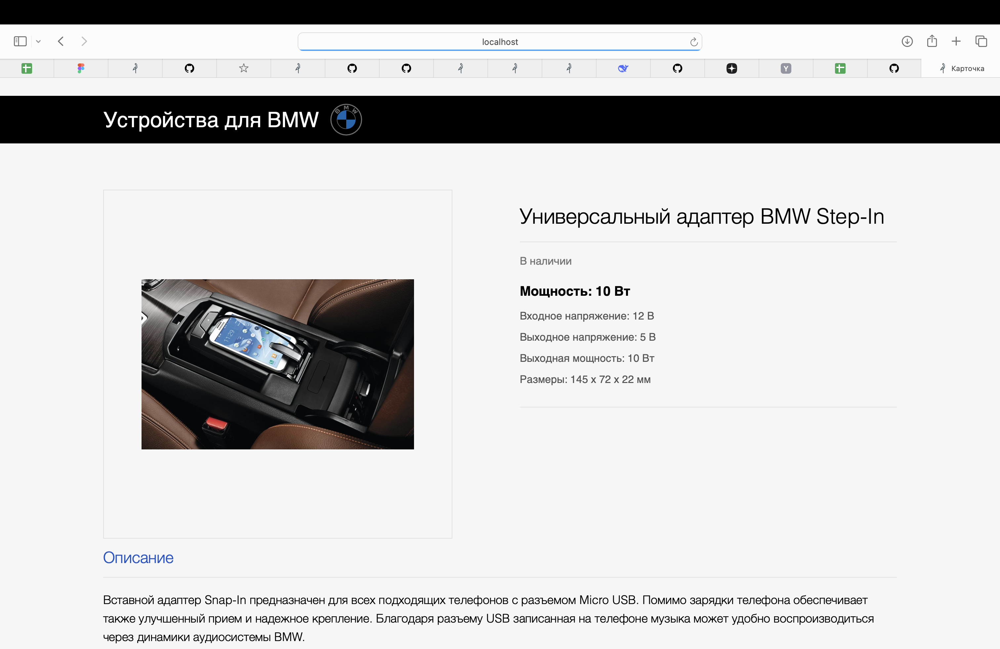 localhost
Y
Карточка
Устройства для BMW
BMW
Универсальный адаптер BMW Step-In
В наличии
Мощность: 10 Вт
Входное напряжение: 12 В
Выходное напряжение: 5 В
Выходная мощность: 10 Вт
Размеры: 145 x 72 x 22 мм
SAMSUNG
11:29
Описание
Вставной адаптер Snap-In предназначен для всех подходящих телефонов с разъемом Micro USB. Помимо зарядки телефона обеспечивает
также улучшенный прием и надежное крепление. Благодаря разъему USB записанная на телефоне музыка может удобно воспроизводиться
через динамики аудиосистемы BMW.